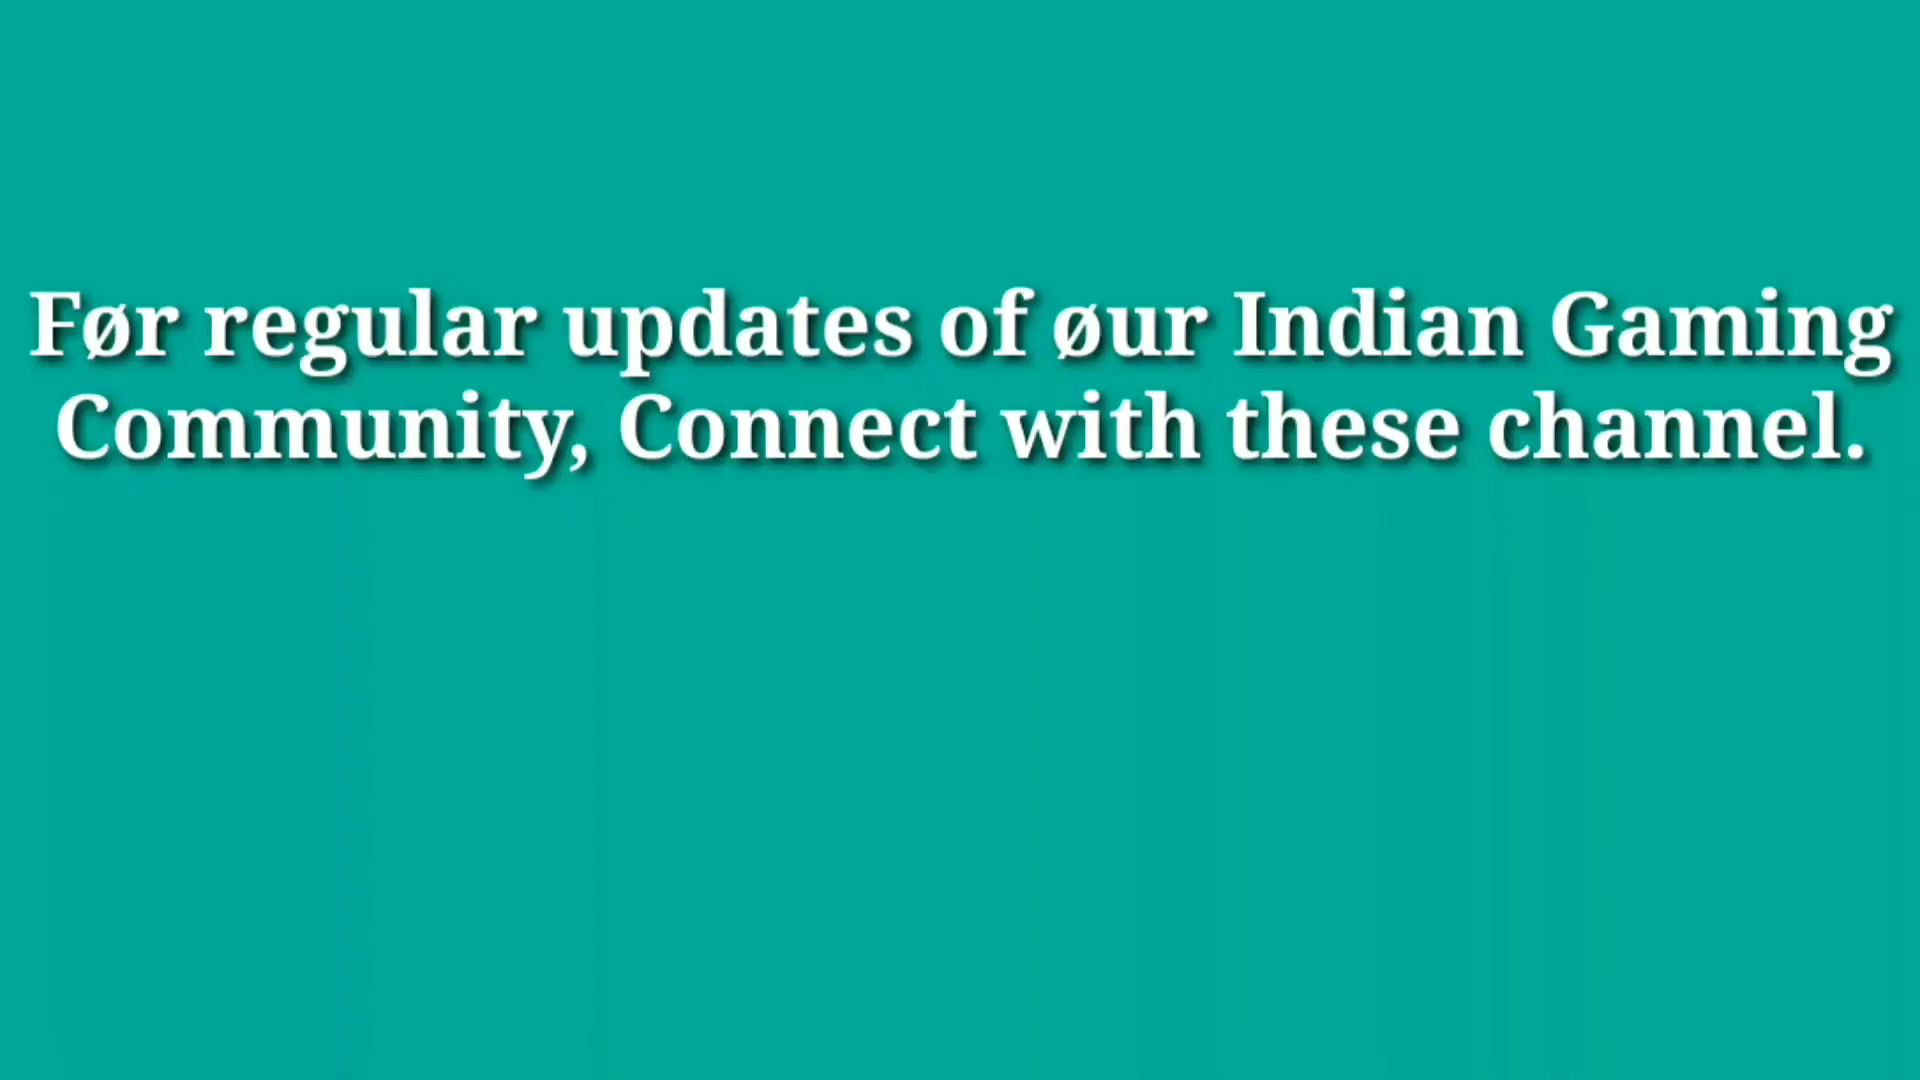 Før regular updates of øur Indian Gaming
Community, Connect with these channel.